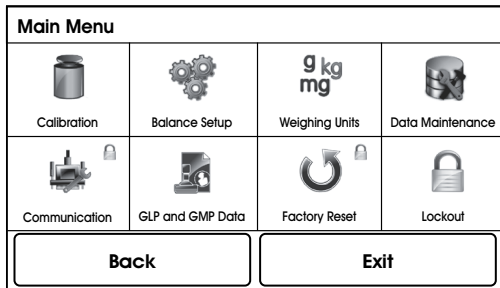 Main Menu
g kg
mg
Calibration
Balance Setup
Weighing Units
Data Maintenance
Communication
GLP and GMP Data
Factory Reset
Lockout
Back
Exit